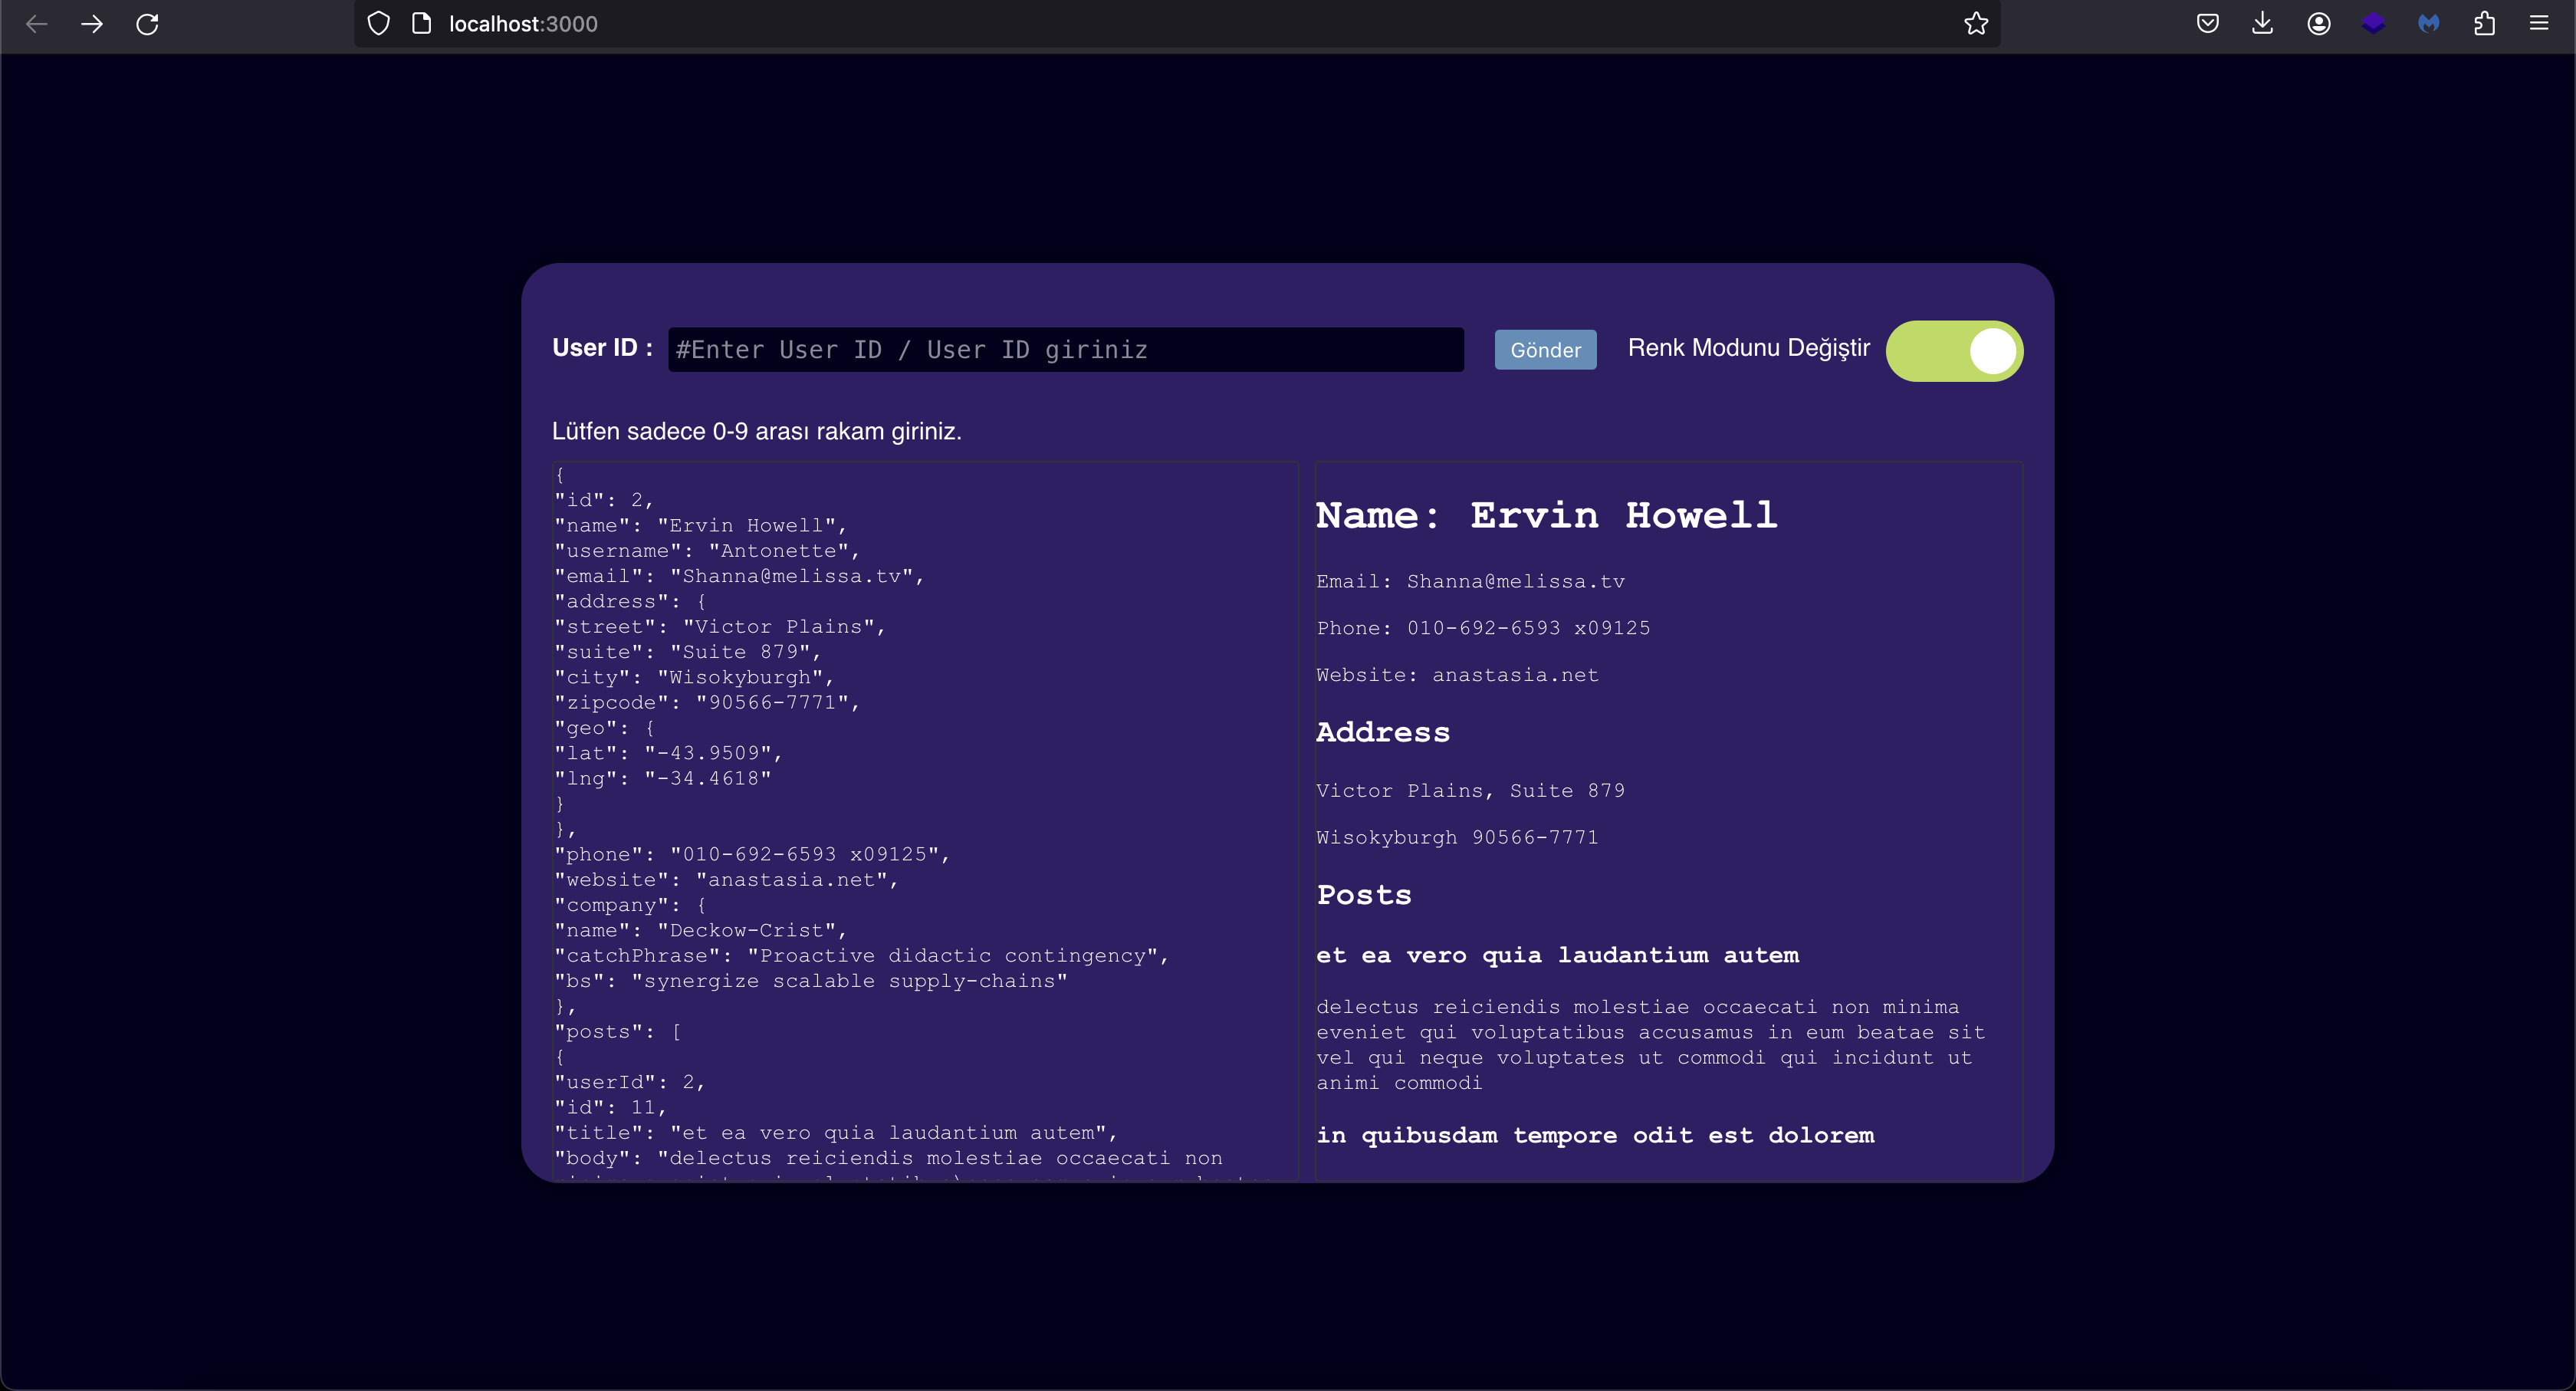 localhost:3000
User ID :
#Enter User ID / User ID giriniz
Gönder
Renk Modunu Değiştir
Lütfen sadece 0-9 arası rakam giriniz.
{
"id": 2,
"name": "Ervin Howell",
"username": "Antonette",
"email": "Shanna@melissa.tv",
"address": {
"street": "Victor Plains",
"suite": "Suite 879",
"city": "Wisokyburgh",
"zipcode": "90566-7771",
"geo": {
"lat": "-43.9509",
"lng": "-34.4618"
}
},
"phone": "010-692-6593 x09125",
"website": "anastasia.net",
"company": {
"name": "Deckow-Crist",
"catchPhrase": "Proactive didactic contingency",
"bs": "synergize scalable supply-chains"
},
"posts": [
{
"userId": 2,
"id": 11,
"title": "et ea vero quia laudantium autem",
"body": "delectus reiciendis molestiae occaecati non
Name: Ervin Howell
Email: Shanna@melissa.tv
Phone: 010-692-6593 x09125
Website: anastasia.net
Address
Victor Plains, Suite 879
Wisokyburgh 90566-7771
Posts
et ea vero quia laudantium autem
delectus reiciendis molestiae occaecati non minima
eveniet qui voluptatibus accusamus in eum beatae sit
vel qui neque voluptates ut commodi qui incidunt ut
animi commodi
in quibusdam tempore odit est dolorem